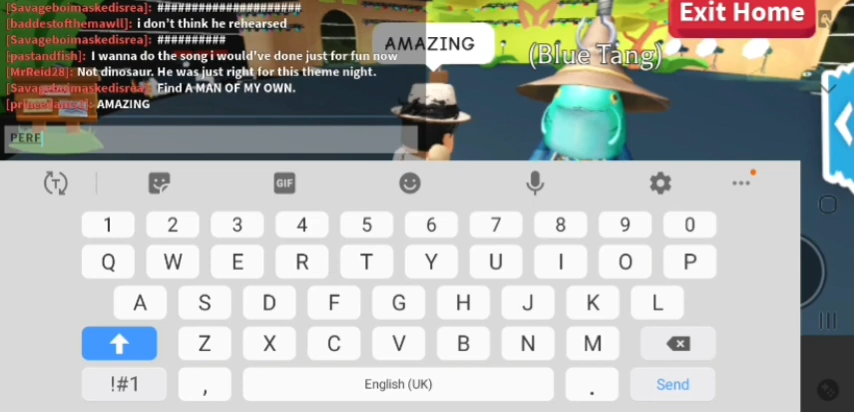 [Savageboimaskedisrea]: ######################
[baddestofthemawll]: i don't think he rehearsed
[Savageboimaskedisrea]: ##########
[pastandfish]: I wanna do the song i would've done just for fun now
[MrReid28]: Not dinosaur. He was just right for this theme night.
[Savageboimaskedisrea]: Find A MAN OF MY OWN.
AMAZING
PERF
AMAZING
(Blue Tang)
Exit Home
T
GIF
1 2 3 4 5 6 7 8 9 0
Q W E R T Y U I O P
A S D F G H J K L
Z X C V B N M
!#1 , English (UK) . Send